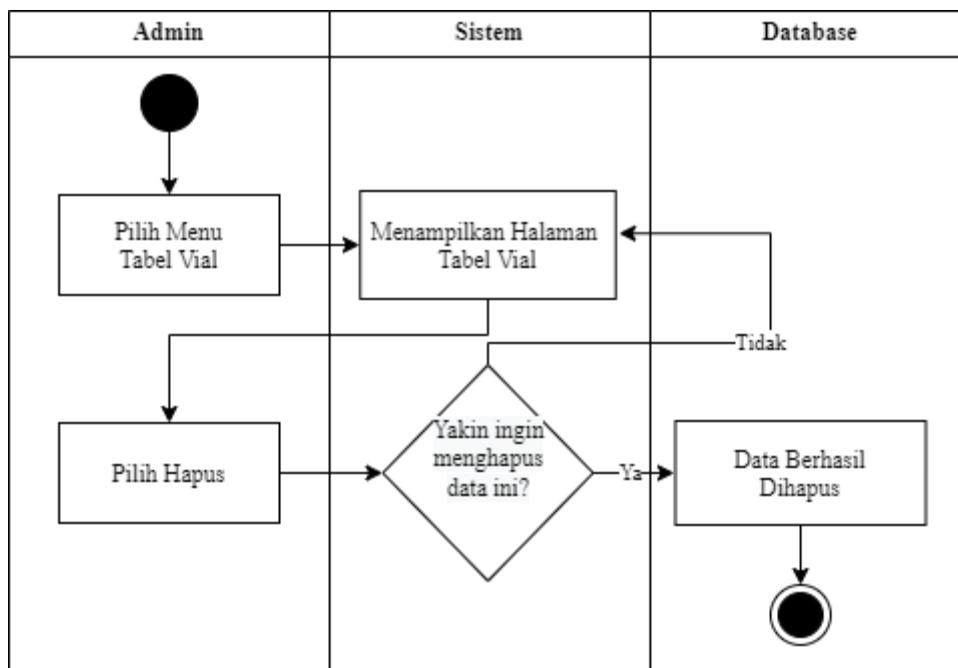 Admin
Sistem
Database
Pilih Menu
Tabel Vial
Menampilkan Halaman
Tabel Vial
Tidak
Pilih Hapus
Yakin ingin
menghapus
data ini?
Ya
Data Berhasil
Dihapus